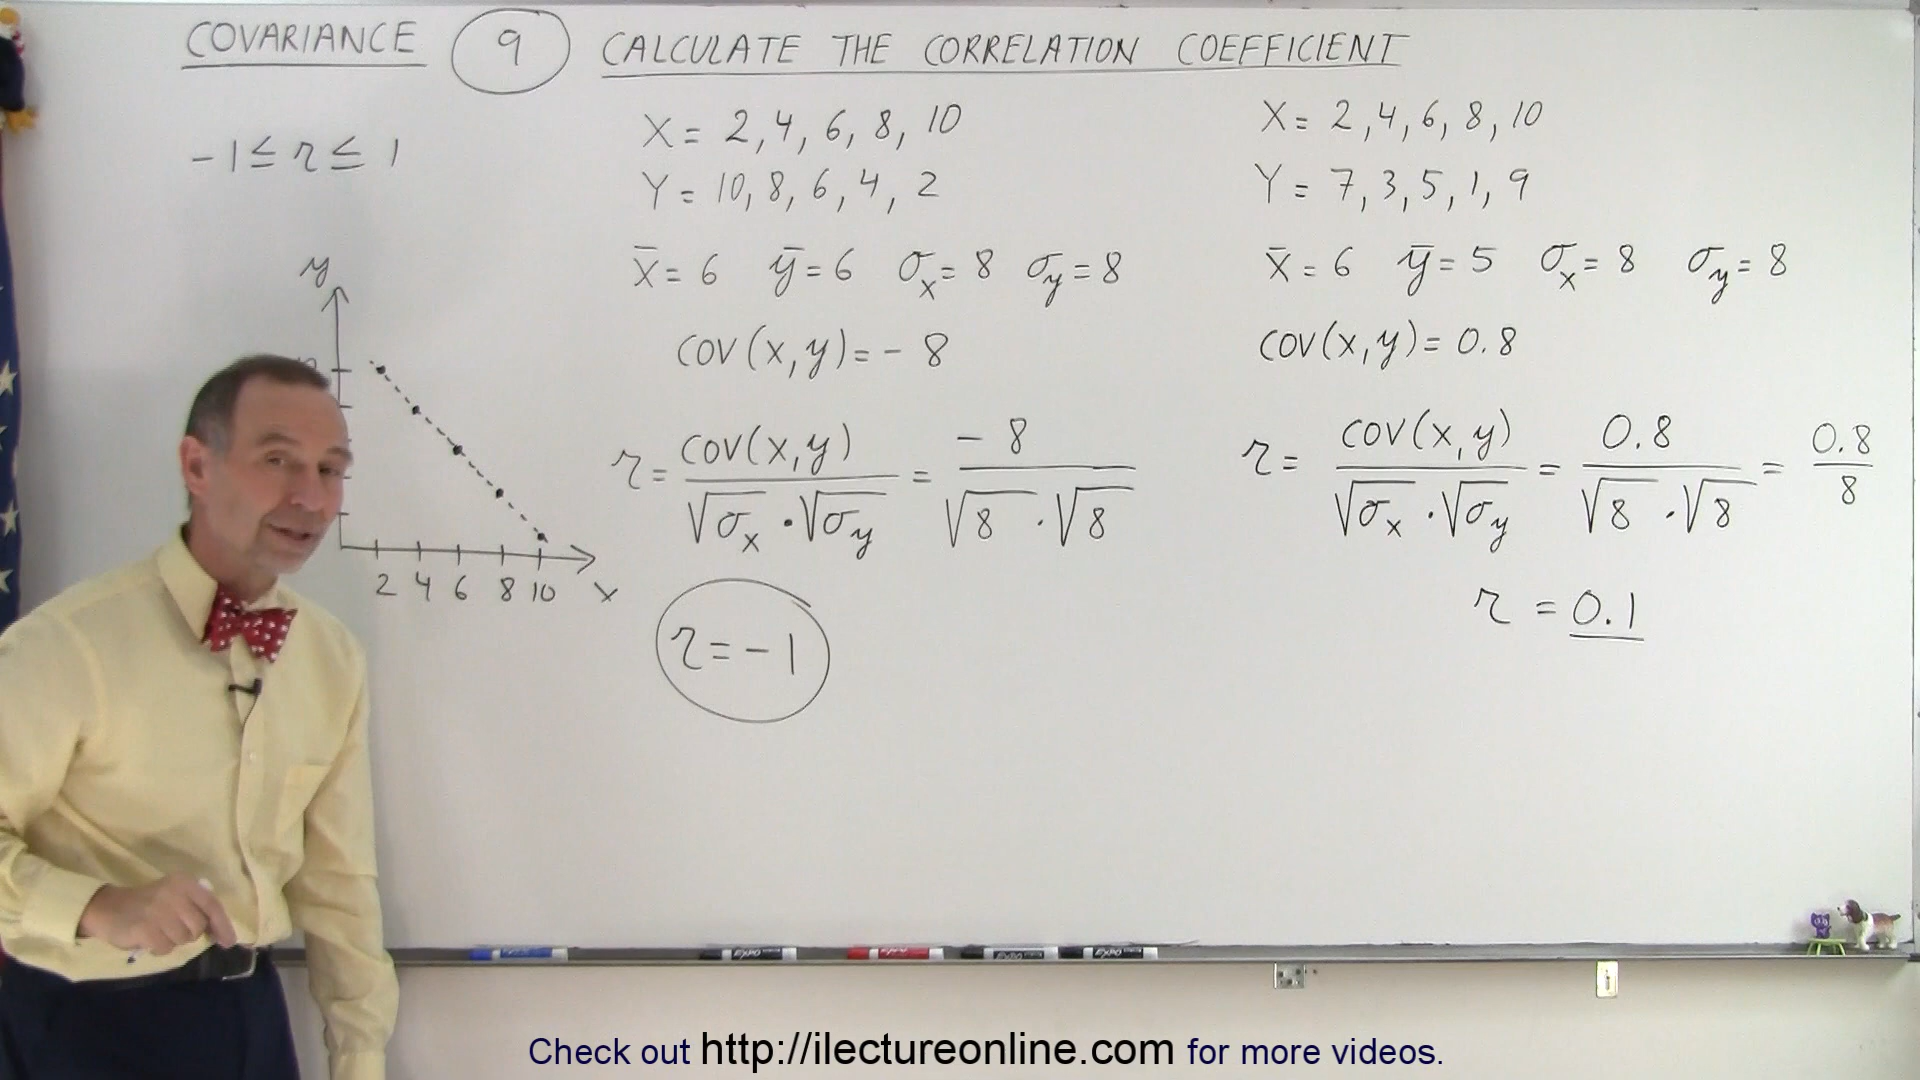 COVARIANCE 9 CALCULATE THE CORRELATION COEFFICIENT
-1 ≤ r ≤ 1
y
2 4 6 8 10 x
X = 2, 4, 6, 8, 10
Y = 10, 8, 6, 4, 2
x̄ = 6 ȳ = 6 σx = 8 σy = 8
COV(x,y) = - 8
r = COV(x,y) / √σx · √σy = - 8 / √8 · √8
r = - 1
X = 2, 4, 6, 8, 10
Y = 7, 3, 5, 1, 9
x̄ = 6 ȳ = 5 σx = 8 σy = 8
COV(x,y) = 0.8
r = COV(x,y) / √σx · √σy = 0.8 / √8 · √8 = 0.8 / 8
r = 0.1
Check out http://ilectureonline.com for more videos.